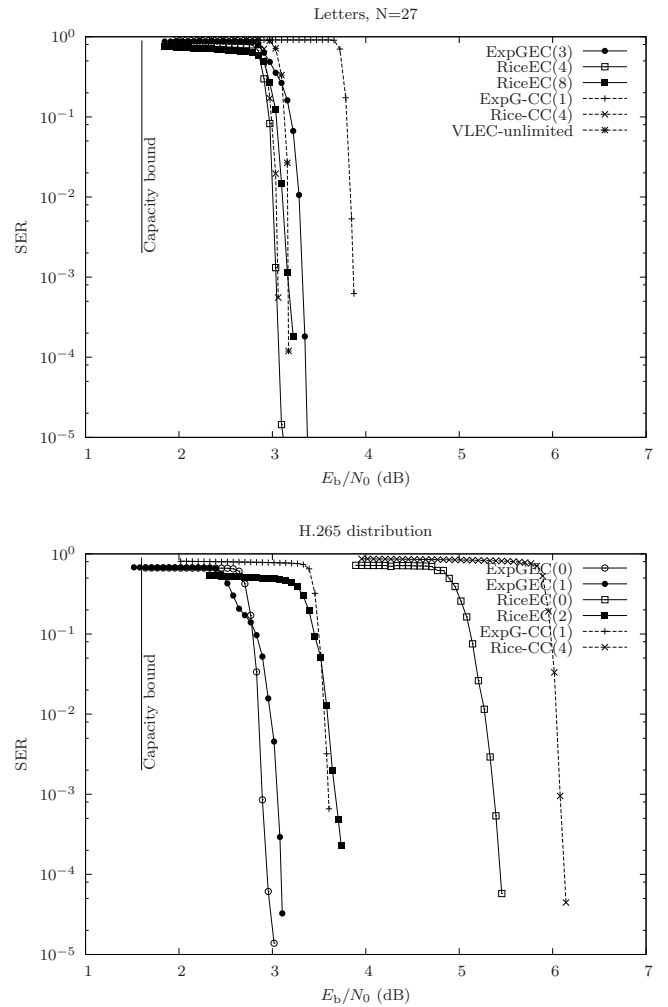 Letters, N=27
10^0
10^-1
10^-2
10^-3
10^-4
10^-5
SER
Capacity bound
ExpGEC(3)
RiceEC(4)
RiceEC(8)
ExpG-CC(1)
Rice-CC(4)
VLEC-unlimited
1 2 3 4 5 6 7
E_b/N_0 (dB)
H.265 distribution
10^0
10^-1
10^-2
10^-3
10^-4
10^-5
SER
Capacity bound
ExpGEC(0)
ExpGEC(1)
RiceEC(0)
RiceEC(2)
ExpG-CC(1)
Rice-CC(4)
1 2 3 4 5 6 7
E_b/N_0 (dB)